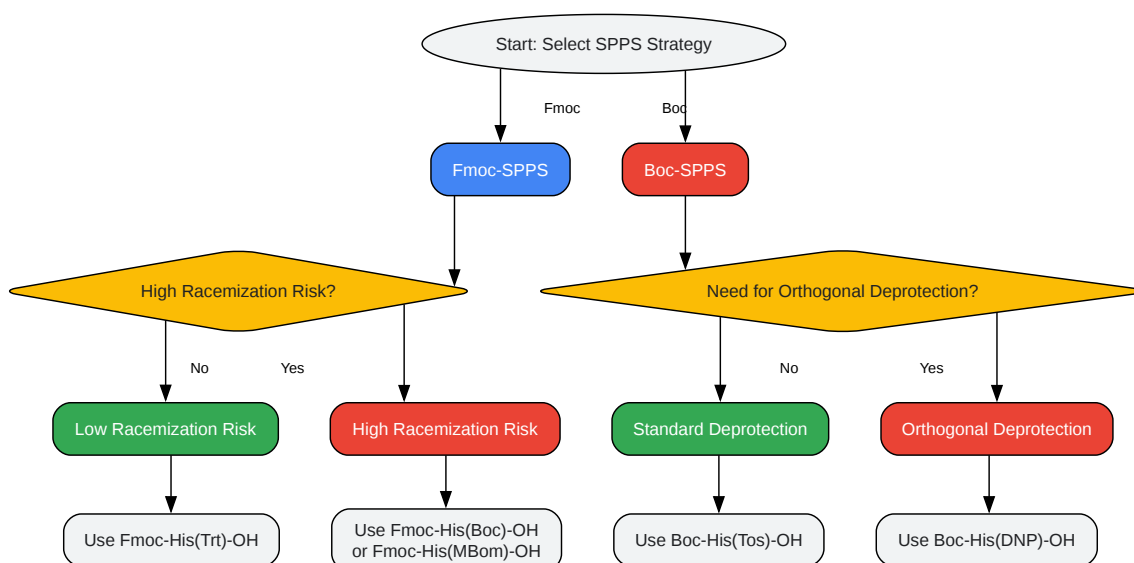 Start: Select SPPS Strategy
Fmoc
Boc
Fmoc-SPPS
Boc-SPPS
High Racemization Risk?
Need for Orthogonal Deprotection?
No
Yes
No
Yes
Low Racemization Risk
High Racemization Risk
Standard Deprotection
Orthogonal Deprotection
Use Fmoc-His(Trt)-OH
Use Fmoc-His(Boc)-OH
or Fmoc-His(MBom)-OH
Use Boc-His(Tos)-OH
Use Boc-His(DNP)-OH